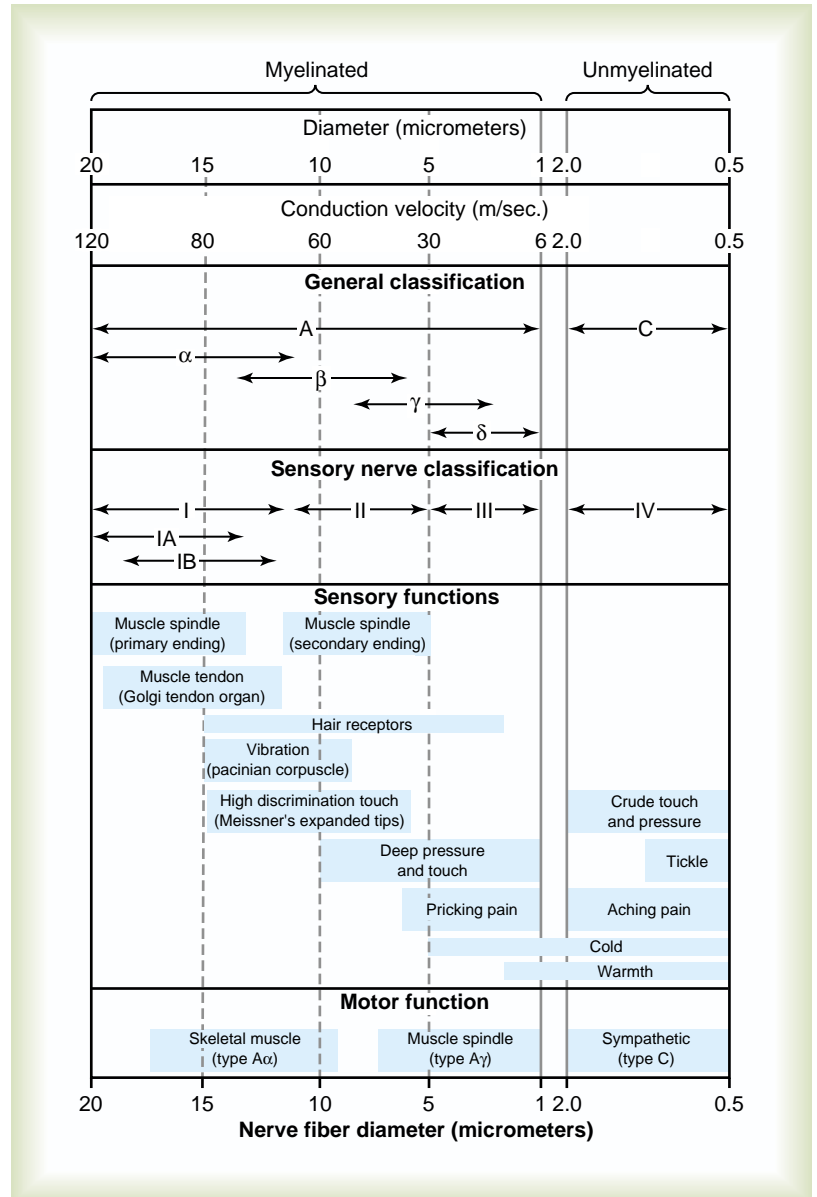 Myelinated Unmyelinated
Diameter (micrometers)
20 15 10 5 1 2.0 0.5
Conduction velocity (m/sec.)
120 80 60 30 6 2.0 0.5
General classification
A C
α
β
γ
δ
Sensory nerve classification
I II III IV
IA
IB
Sensory functions
Muscle spindle
(primary ending)
Muscle spindle
(secondary ending)
Muscle tendon
(Golgi tendon organ)
Hair receptors
Vibration
(pacinian corpuscle)
High discrimination touch
(Meissner's expanded tips)
Crude touch
and pressure
Deep pressure
and touch
Tickle
Pricking pain
Aching pain
Cold
Warmth
Motor function
Skeletal muscle
(type Aα)
Muscle spindle
(type Aγ)
Sympathetic
(type C)
20 15 10 5 1 2.0 0.5
Nerve fiber diameter (micrometers)